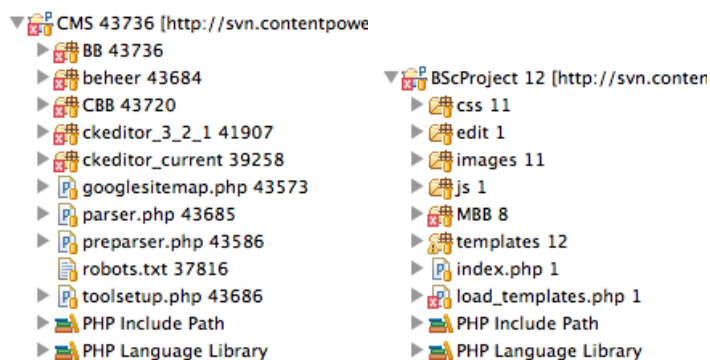 CMS 43736 [http://svn.contentpowe
BB 43736
beheer 43684
CBB 43720
ckeditor_3_2_1 41907
ckeditor_current 39258
googlesitemap.php 43573
parser.php 43685
preparser.php 43586
robots.txt 37816
toolsetup.php 43686
PHP Include Path
PHP Language Library
BScProject 12 [http://svn.conten
css 11
edit 1
images 11
js 1
MBB 8
templates 12
index.php 1
load_templates.php 1
PHP Include Path
PHP Language Library